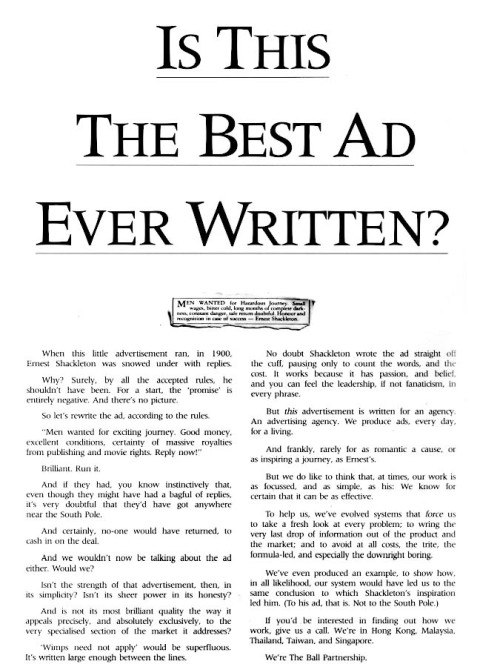 IS THIS
THE BEST AD
EVER WRITTEN?
MEN WANTED for Hazardous Journey. Small
wages, bitter cold, long months of complete dark-
ness, constant danger, safe return doubtful. Honour and
recognition in case of success — Ernest Shackleton.
When this little advertisement ran, in 1900,
Ernest Shackleton was snowed under with replies.
Why? Surely, by all the accepted rules, he
shouldn't have been. For a start, the 'promise' is
entirely negative. And there's no picture.
So let's rewrite the ad, according to the rules.
"Men wanted for exciting journey. Good money,
excellent conditions, certainty of massive royalties
from publishing and movie rights. Reply now!"
Brilliant. Run it.
And if they had, you know instinctively that,
even though they might have had a bagful of replies,
it's very doubtful that they'd have got anywhere
near the South Pole.
And certainly, no-one would have returned, to
cash in on the deal.
And we wouldn't now be talking about the ad
either. Would we?
Isn't the strength of that advertisement, then, in
its simplicity? Isn't its sheer power in its honesty?
And is not its most brilliant quality the way it
appeals precisely, and absolutely exclusively, to the
very specialised section of the market it addresses?
'Wimps need not apply' would be superfluous.
It's written large enough between the lines.
No doubt Shackleton wrote the ad straight off
the cuff, pausing only to count the words, and the
cost. It works because it has passion, and belief,
and you can feel the leadership, if not fanaticism, in
every phrase.
But this advertisement is written for an agency.
An advertising agency. We produce ads, every day,
for a living.
And frankly, rarely for as romantic a cause, or
as inspiring a journey, as Ernest's.
But we do like to think that, at times, our work is
as focussed, and as simple, as his: We know for
certain that it can be as effective.
To help us, we've evolved systems that force us
to take a fresh look at every problem; to wring the
very last drop of information out of the product and
the market; and to avoid at all costs, the trite, the
formula-led, and especially the downright boring.
We've even produced an example, to show how,
in all likelihood, our system would have led us to the
same conclusion to which Shackleton's inspiration
led him. (To his ad, that is. Not to the South Pole.)
If you'd be interested in finding out how we
work, give us a call. We're in Hong Kong, Malaysia,
Thailand, Taiwan, and Singapore.
We're The Ball Partnership.